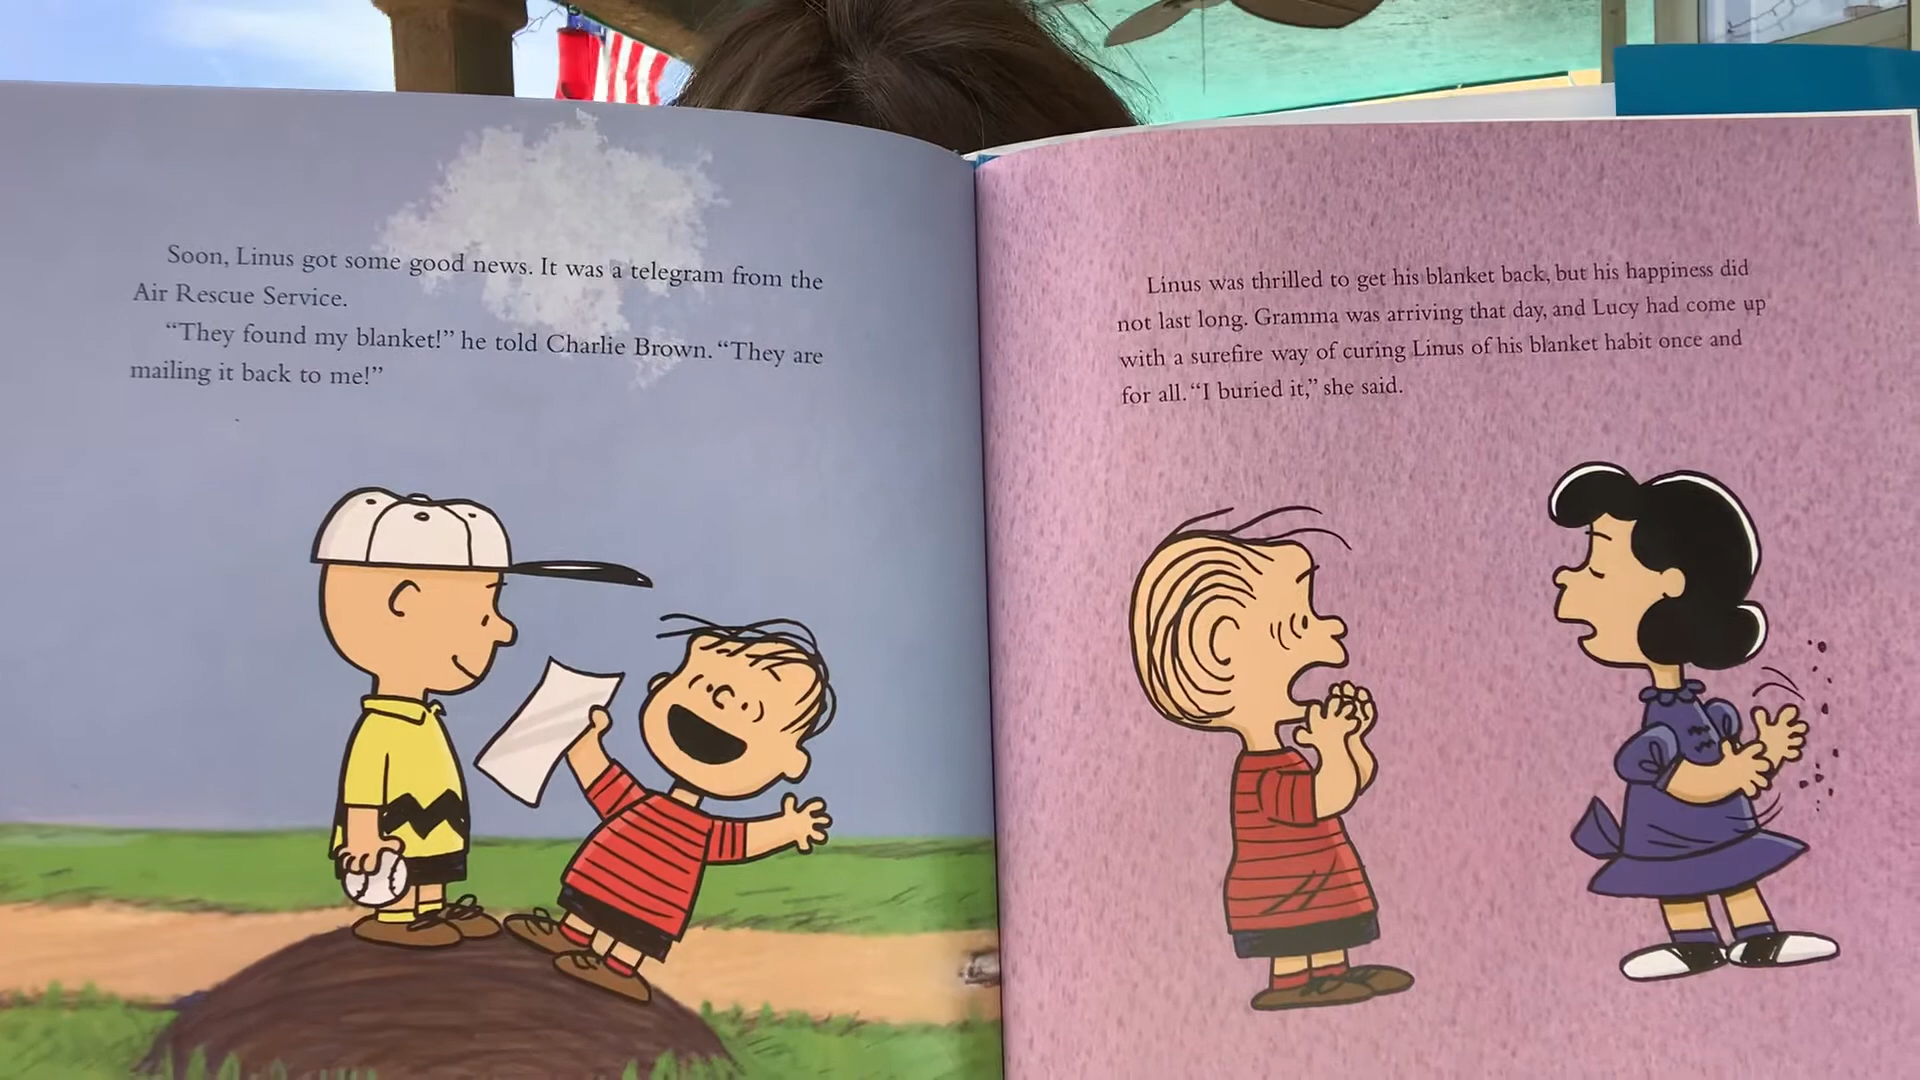 Soon, Linus got some good news. It was a telegram from the
Air Rescue Service.
“They found my blanket!” he told Charlie Brown. “They are
mailing it back to me!”
Linus was thrilled to get his blanket back, but his happiness did
not last long. Gramma was arriving that day, and Lucy had come up
with a surefire way of curing Linus of his blanket habit once and
for all. “I buried it,” she said.